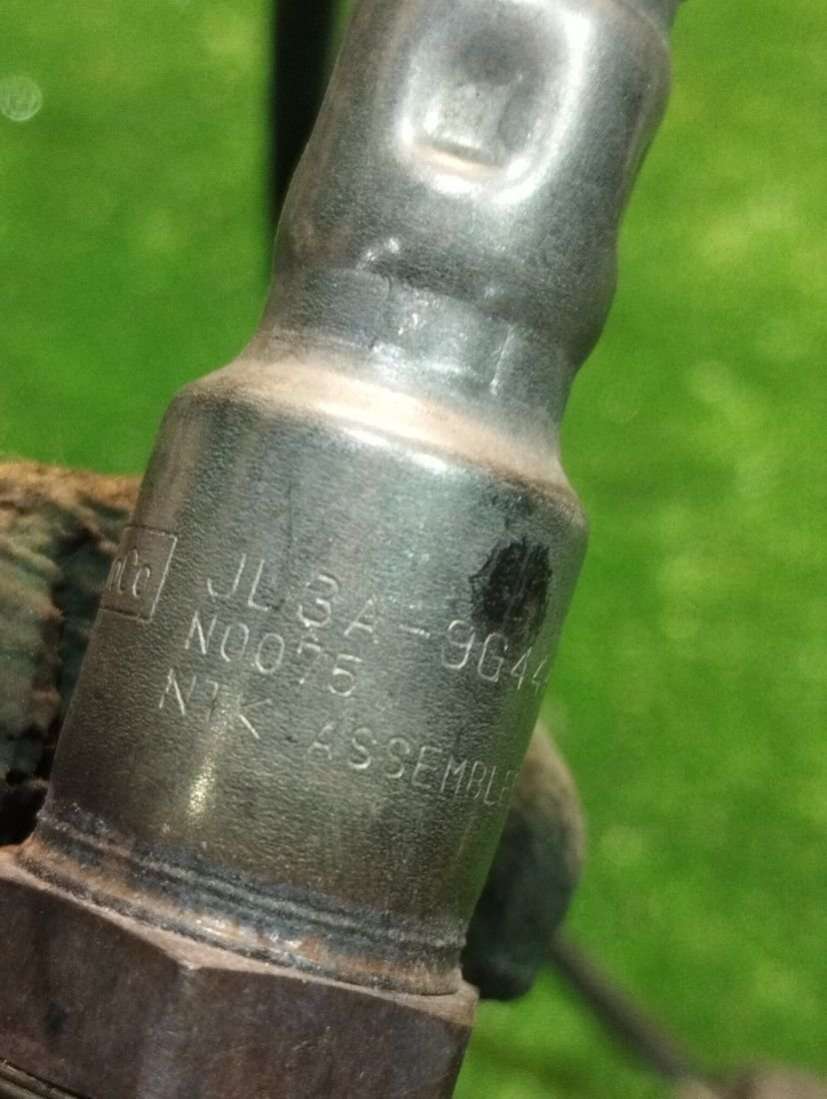 JL3A-9G44
N0075
NTK ASSEMBLE